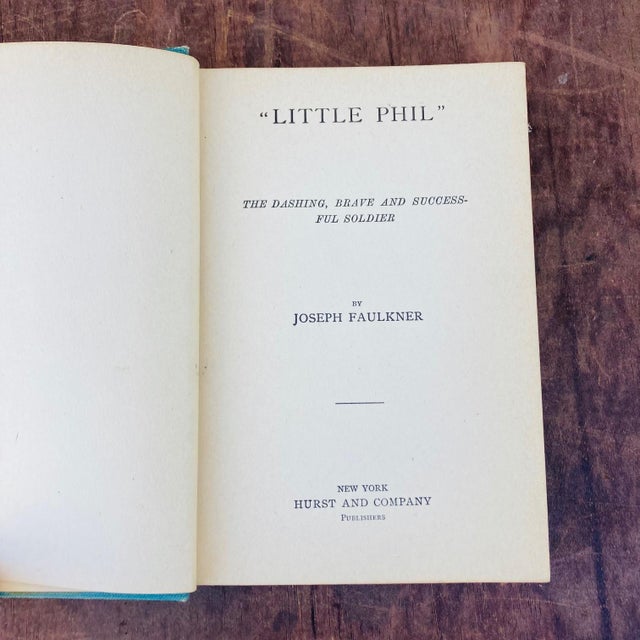 "LITTLE PHIL"
THE DASHING, BRAVE AND SUCCESS-
FUL SOLDIER
BY
JOSEPH FAULKNER
NEW YORK
HURST AND COMPANY
PUBLISHERS